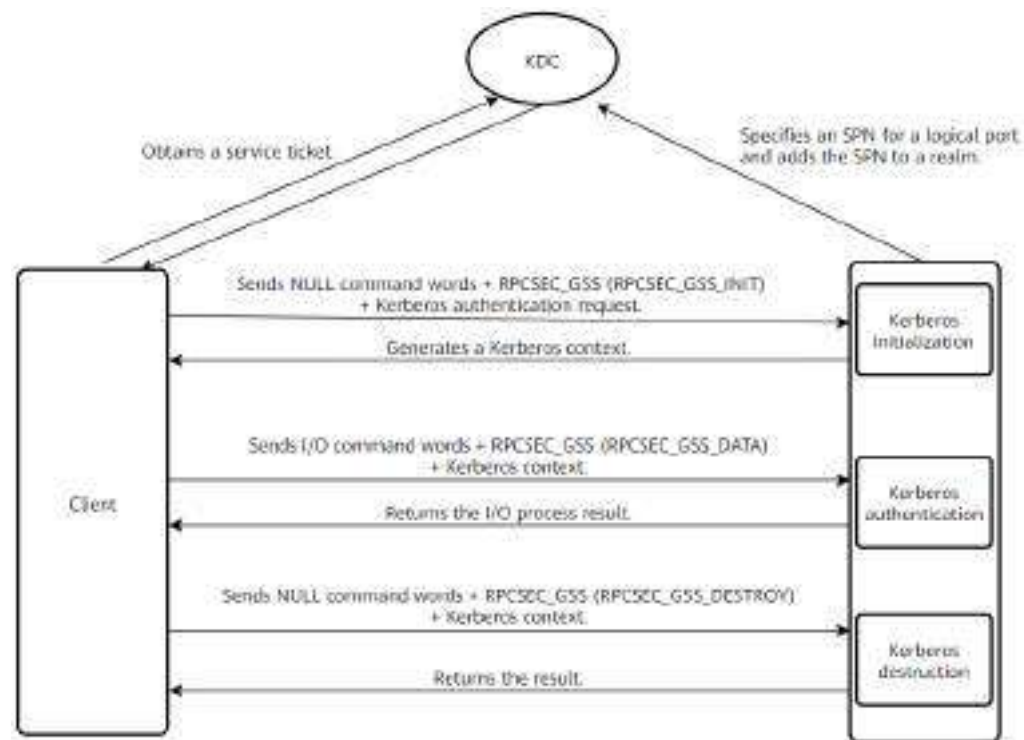 KDC
Obtains a service ticket.
Specifies an SPN for a logical port
and adds the SPN to a realm.
Sends NULL command words + RPCSEC_GSS (RPCSEC_GSS_INIT)
+ Kerberos authentication request.
Kerberos
initialization
Generates a Kerberos context.
Sends I/O command words + RPCSEC_GSS (RPCSEC_GSS_DATA)
+ Kerberos context.
Client
Kerberos
authentication
Returns the I/O process result.
Sends NULL command words + RPCSEC_GSS (RPCSEC_GSS_DESTROY)
+ Kerberos context.
Kerberos
destruction
Returns the result.